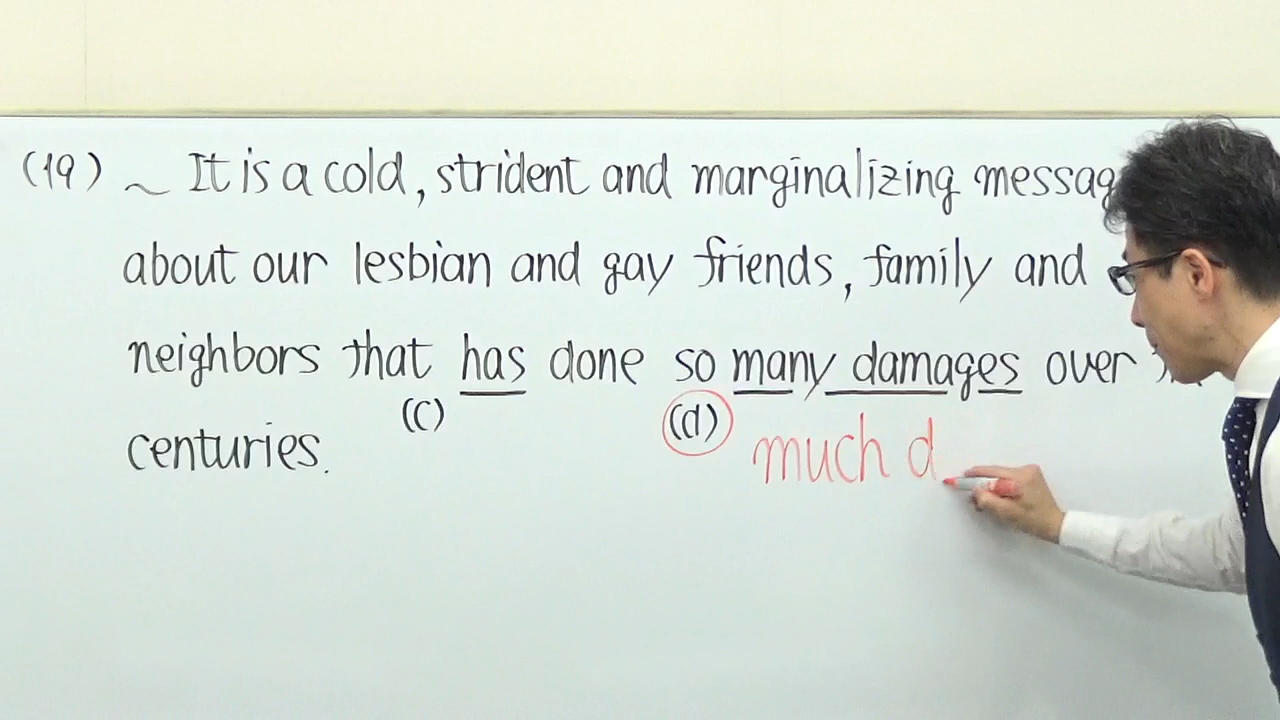 (19) ~ It is a cold, strident and marginalizing messag
about our lesbian and gay friends, family and
neighbors that has done so many damages over
(c) (d) much d
centuries.